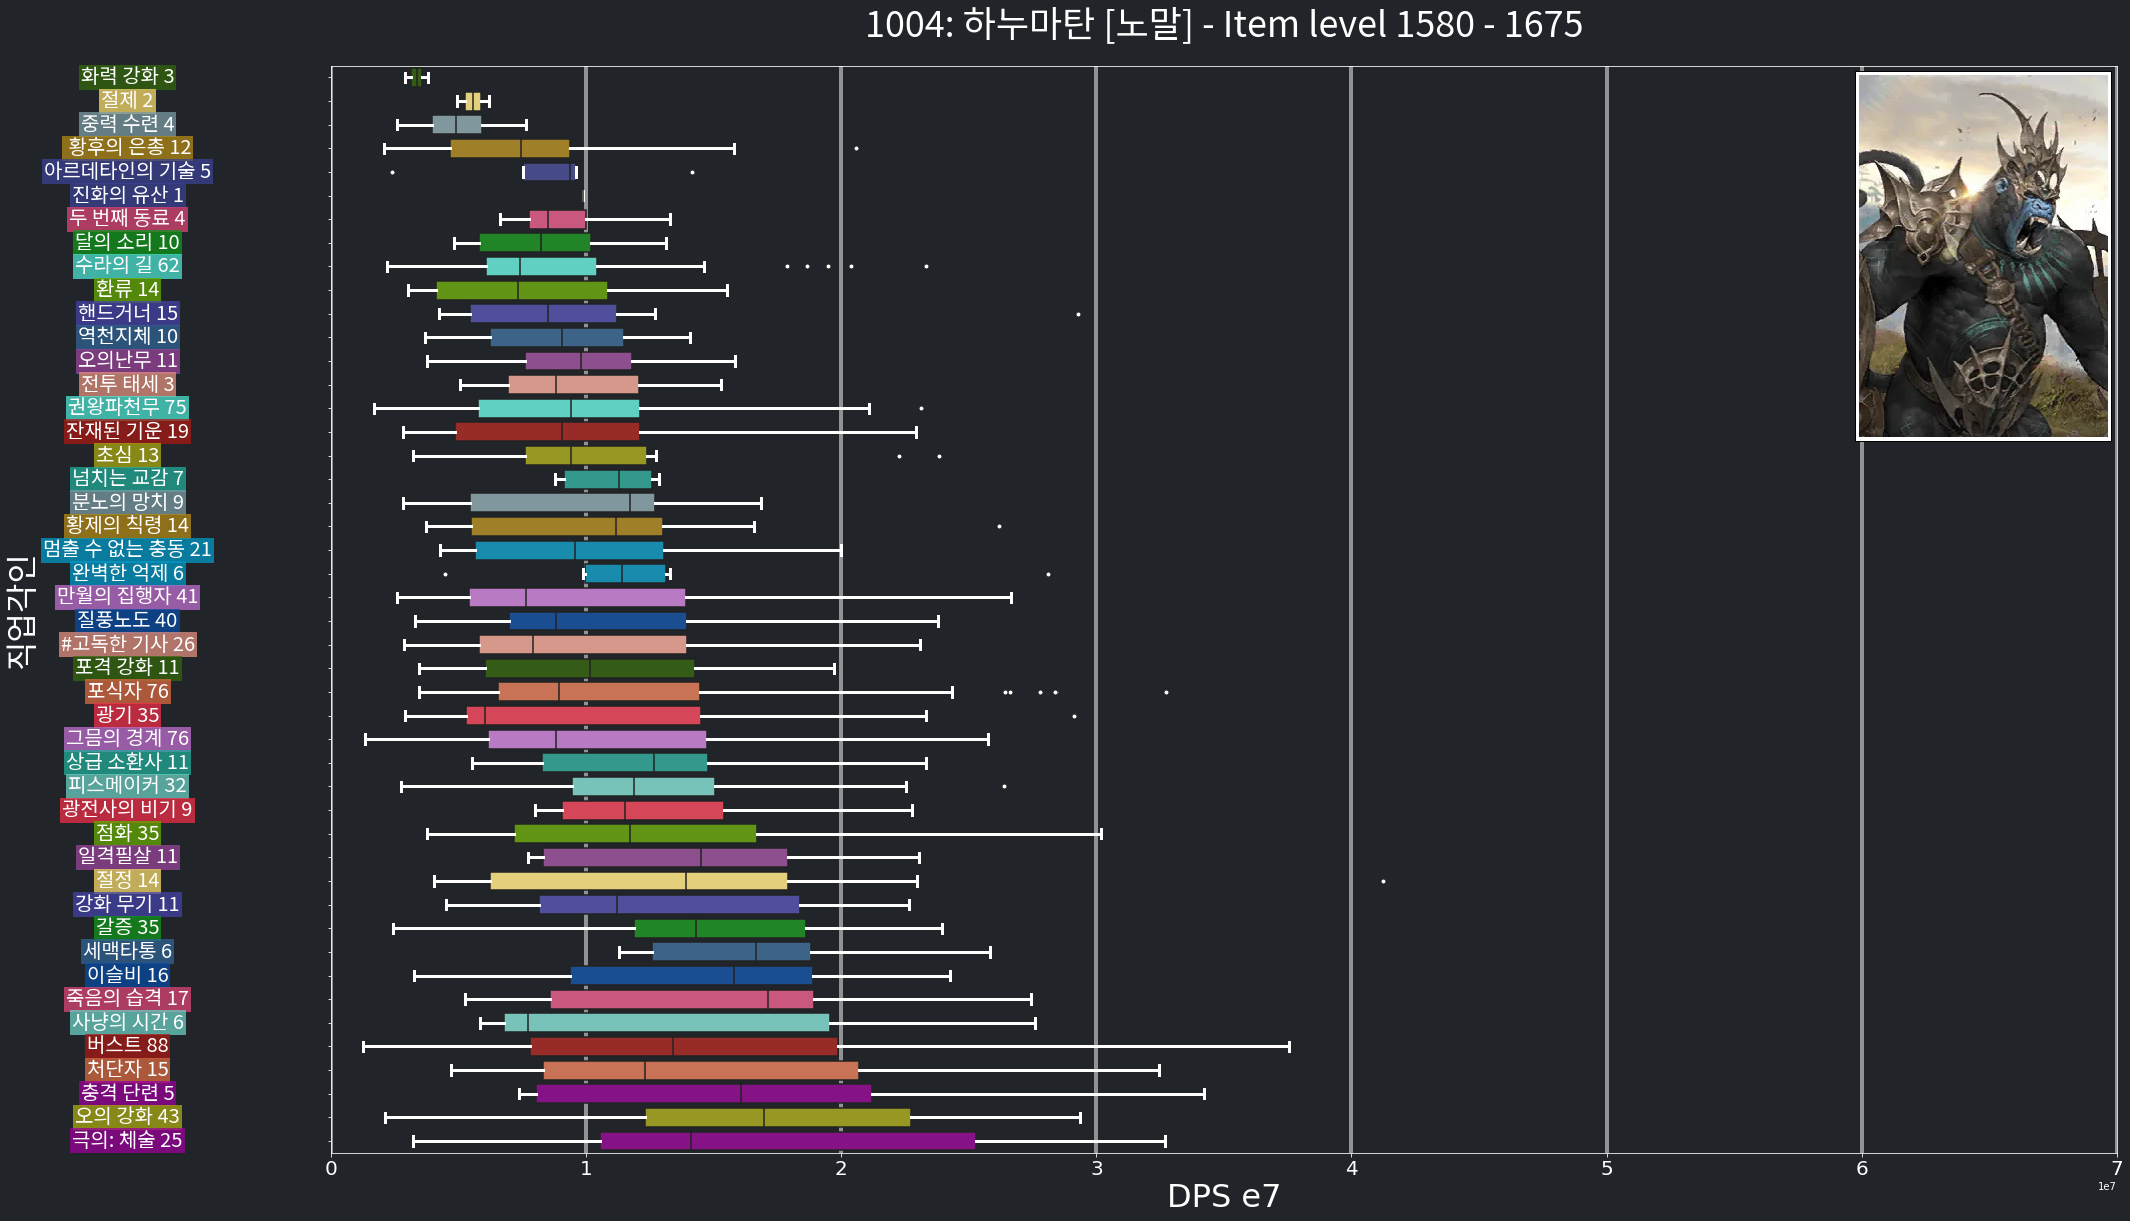 1004: 하누마탄 [노말] - Item level 1580 - 1675
직업각인
화력 강화 3
절제 2
중력 수련 4
황후의 은총 12
아르데타인의 기술 5
진화의 유산 1
두 번째 동료 4
달의 소리 10
수라의 길 62
환류 14
핸드거너 15
역천지체 10
오의난무 11
전투 태세 3
권왕파천무 75
잔재된 기운 19
초심 13
넘치는 교감 7
분노의 망치 9
황제의 칙령 14
멈출 수 없는 충동 21
완벽한 억제 6
만월의 집행자 41
질풍노도 40
#고독한 기사 26
포격 강화 11
포식자 76
광기 35
그믐의 경계 76
상급 소환사 11
피스메이커 32
광전사의 비기 9
점화 35
일격필살 11
절정 14
강화 무기 11
갈증 35
세맥타통 6
이슬비 16
죽음의 습격 17
사냥의 시간 6
버스트 88
처단자 15
충격 단련 5
오의 강화 43
극의: 체술 25
0 1 2 3 4 5 6 7
1e7
DPS e7